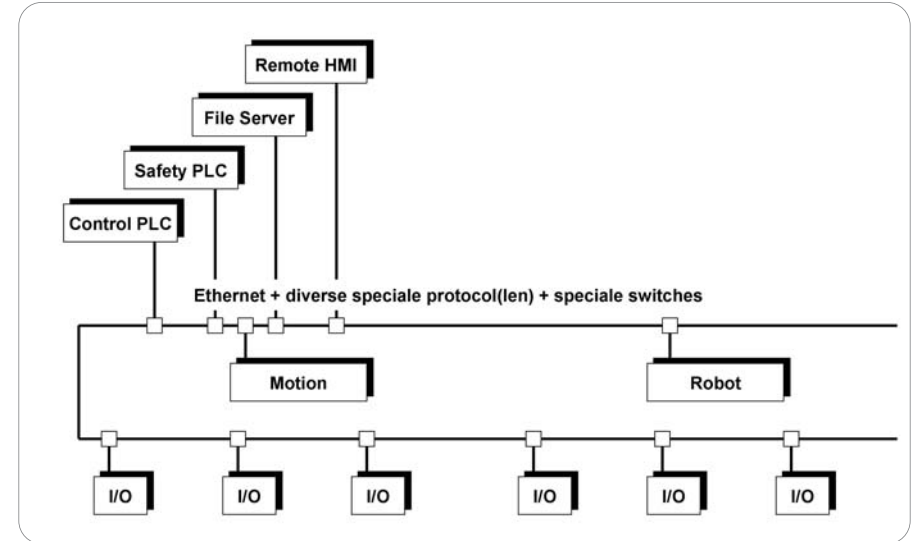 Remote HMI
File Server
Safety PLC
Control PLC
Ethernet + diverse speciale protocol(len) + speciale switches
Motion
Robot
I/O
I/O
I/O
I/O
I/O
I/O